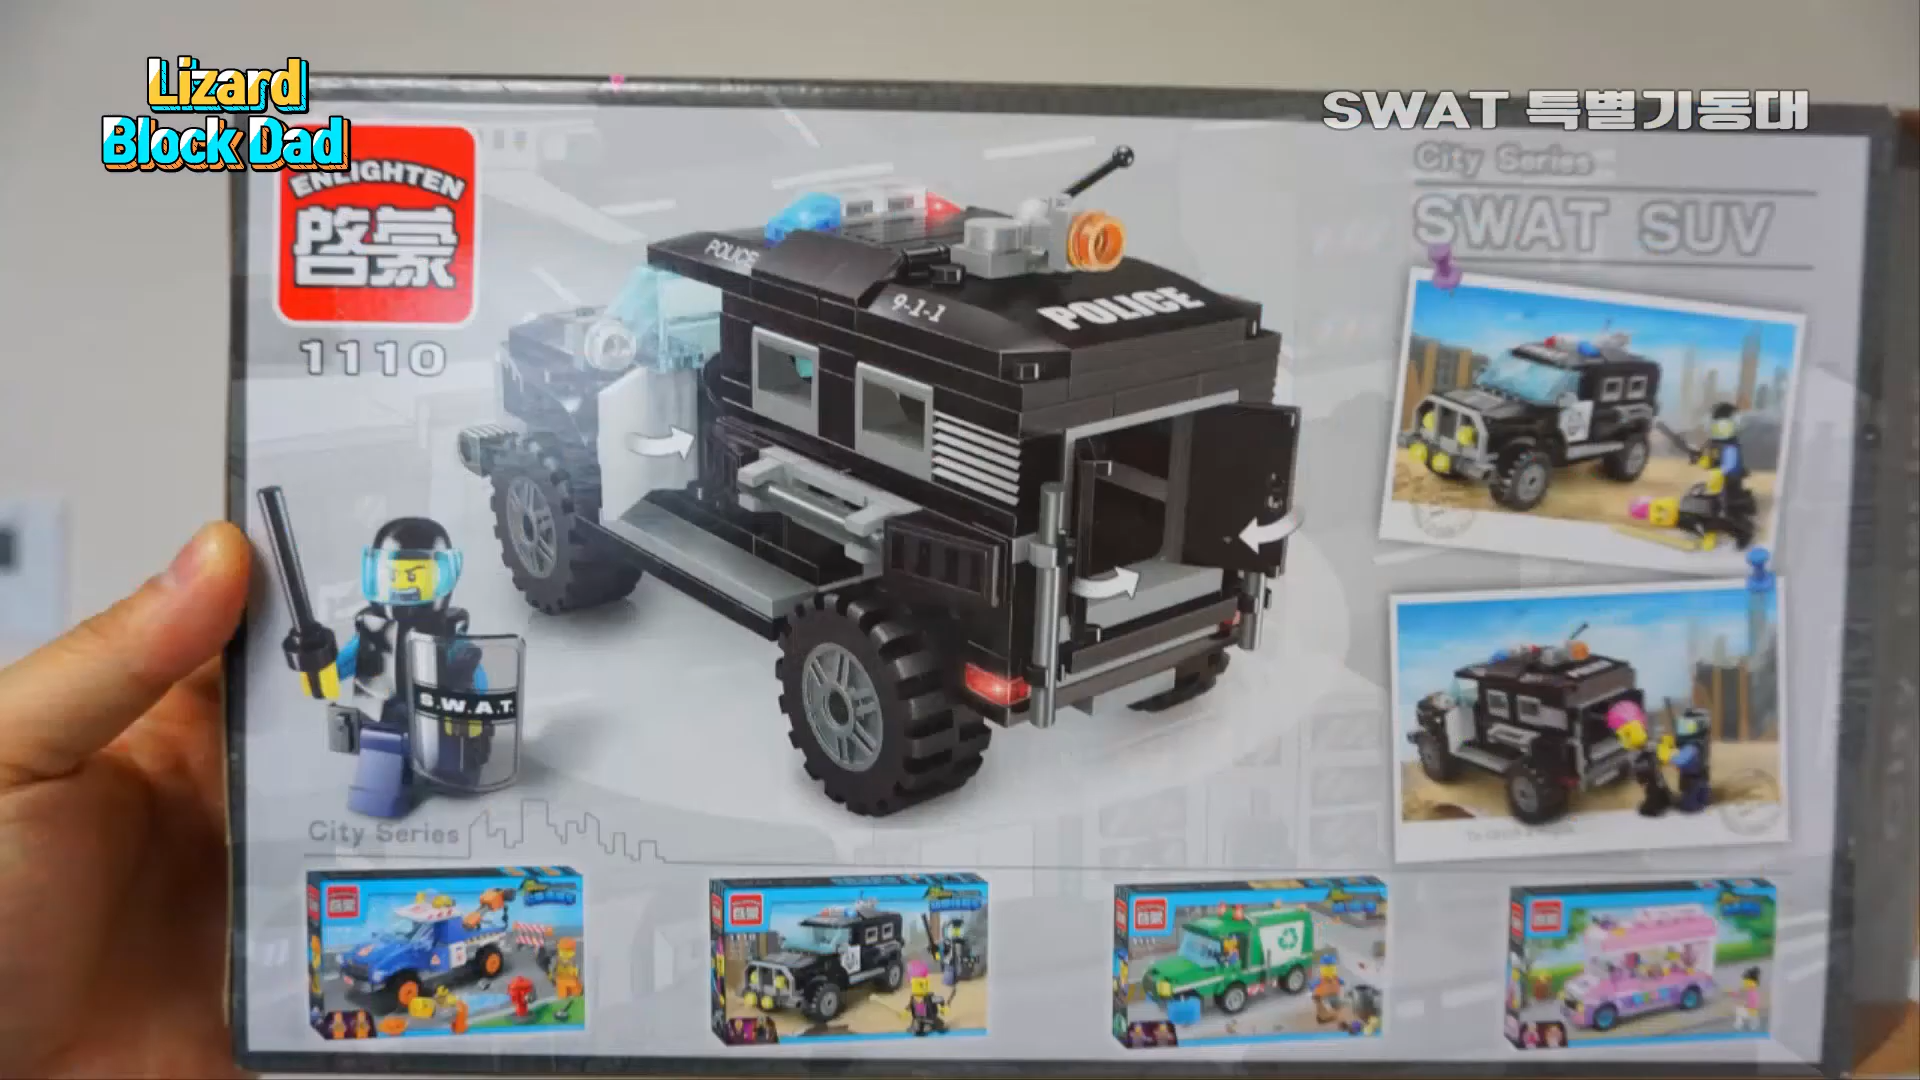 Lizard
Block Dad
SWAT 특별기동대
ENLIGHTEN
啓蒙
1110
City Series
SWAT SUV
POLICE
9-1-1
POLICE
S.W.A.T.
City Series